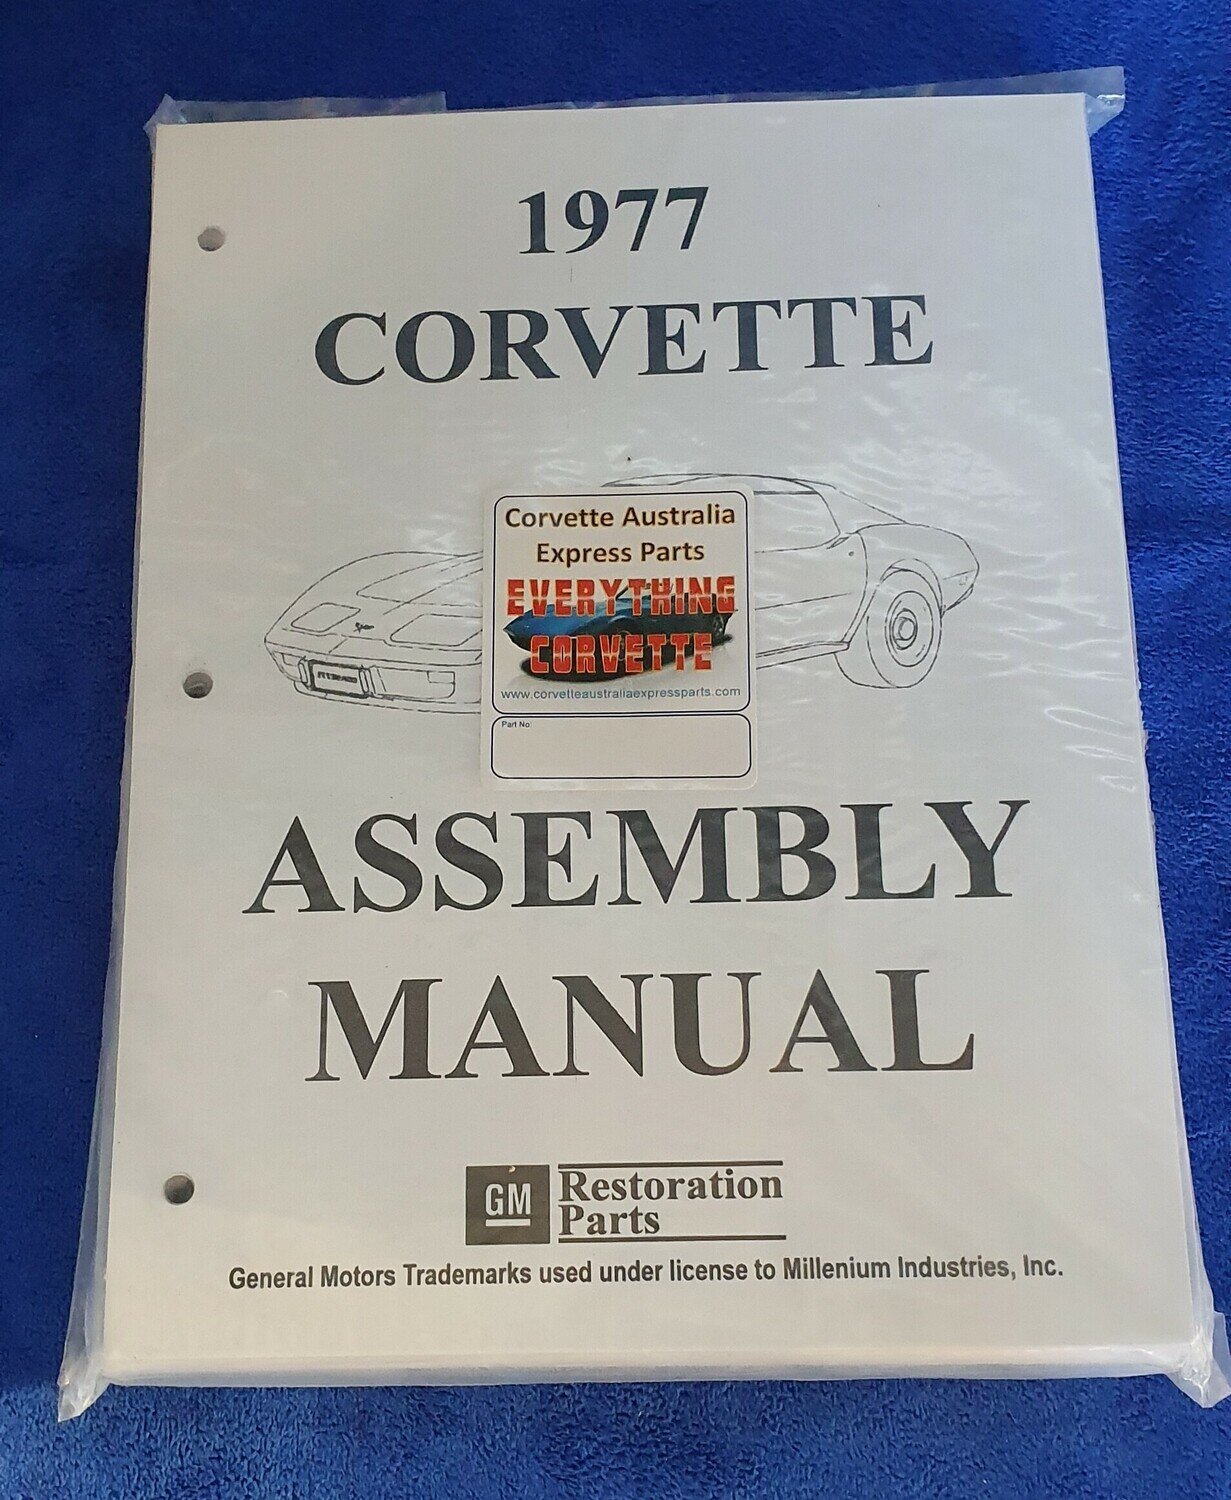 1977
CORVETTE
Corvette Australia
Express Parts
EVERYTHING
CORVETTE
www.corvetteaustraliaexpressparts.com
Part No:
ASSEMBLY
MANUAL
GM
Restoration
Parts
General Motors Trademarks used under license to Millenium Industries, Inc.